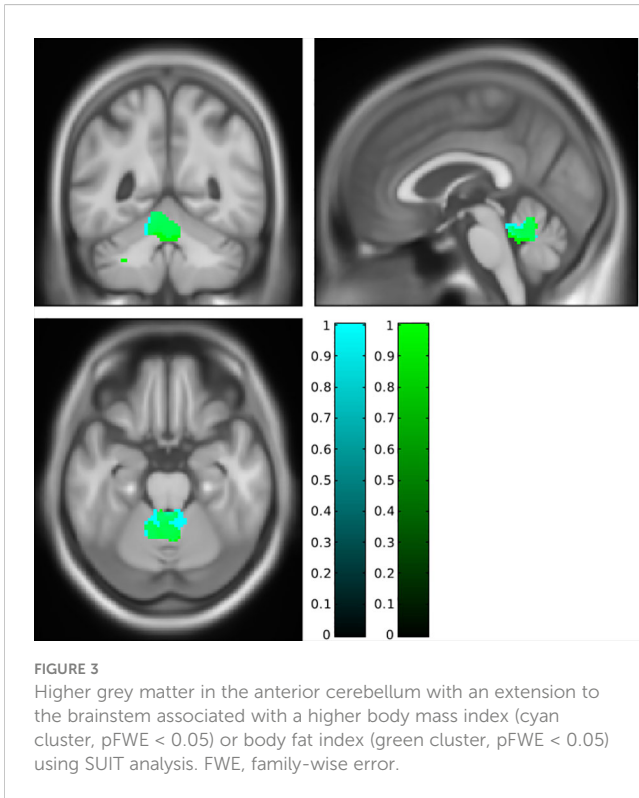 1 1
0.9 0.9
0.8 0.8
0.7 0.7
0.6 0.6
0.5 0.5
0.4 0.4
0.3 0.3
0.2 0.2
0.1 0.1
0 0
FIGURE 3
Higher grey matter in the anterior cerebellum with an extension to
the brainstem associated with a higher body mass index (cyan
cluster, pFWE < 0.05) or body fat index (green cluster, pFWE < 0.05)
using SUIT analysis. FWE, family-wise error.